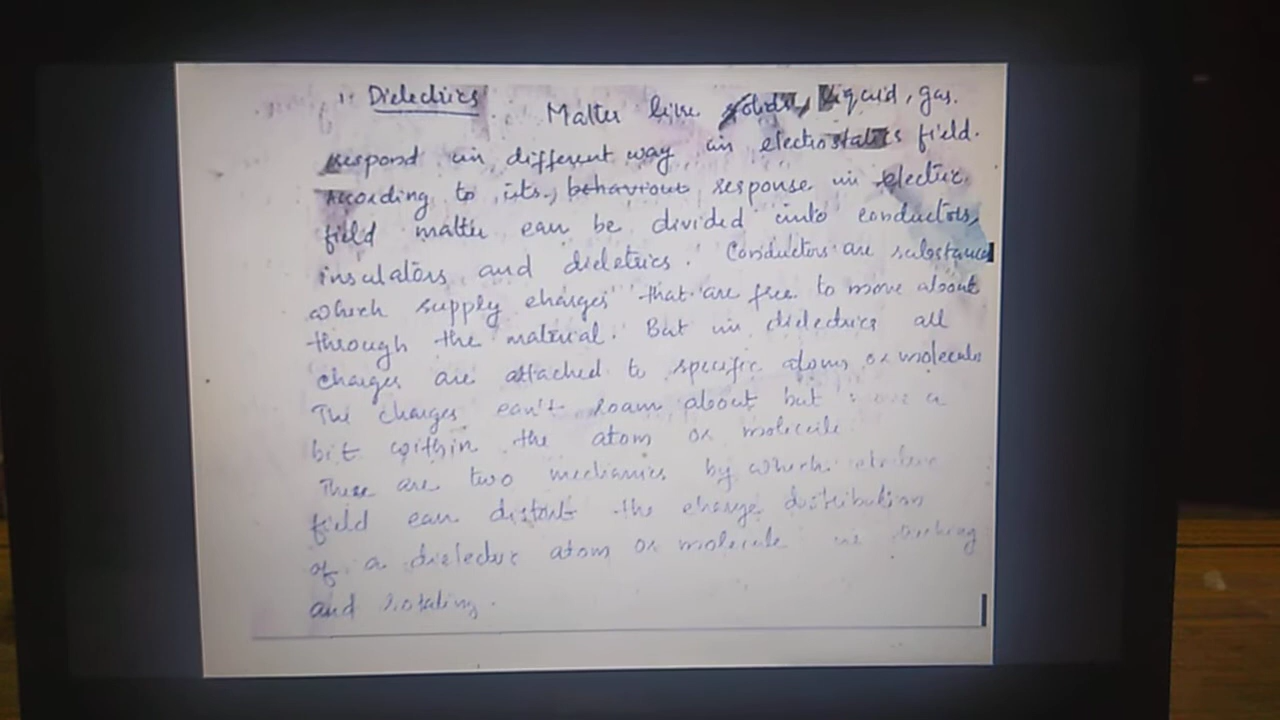 Dielectrics Matter like solids, liquid, gas.
respond in different way in electrostatics field.
According to its, behaviour response in electric
field matter can be divided into conductors,
insulators and dieletrics. Conductors are substance
which supply charges that are free to move about
through the material. But in dielectrics all
charges are attached to specific atoms or molecules
The charges can't roam about but move a
bit within the atom or molecule
There are two mechanics by which
field can distort the charge distribution
of a dielectric atom or molecule
and rotating.